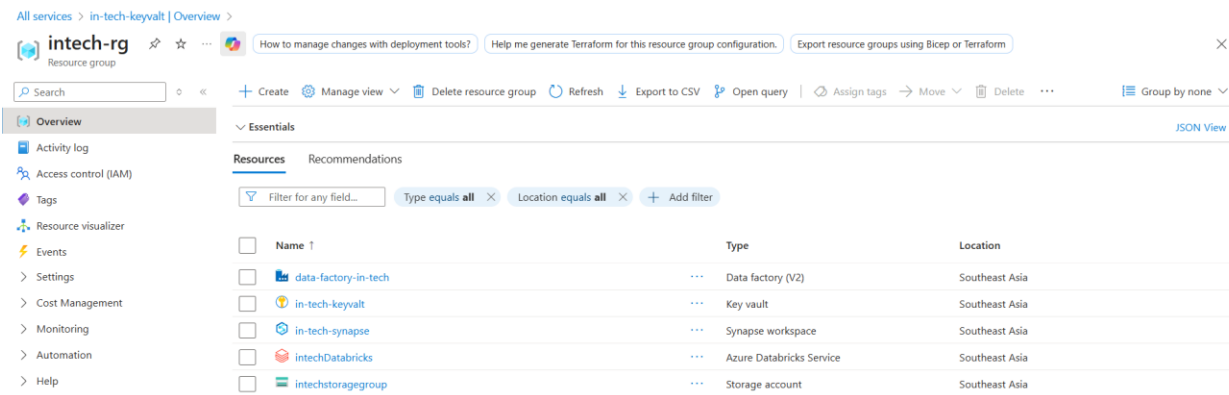 All services > in-tech-keyvalt | Overview >
intech-rg ... How to manage changes with deployment tools? Help me generate Terraform for this resource group configuration. Export resource groups using Bicep or Terraform
Resource group
Search
+ Create Manage view Delete resource group Refresh Export to CSV Open query Assign tags Move Delete ... Group by none
Overview
Activity log
Access control (IAM)
Tags
Resource visualizer
Events
Settings
Cost Management
Monitoring
Automation
Help
Essentials JSON View
Resources Recommendations
Filter for any field... Type equals all Location equals all + Add filter
Name ↑ Type Location
data-factory-in-tech ... Data factory (V2) Southeast Asia
in-tech-keyvalt ... Key vault Southeast Asia
in-tech-synapse ... Synapse workspace Southeast Asia
intechDatabricks ... Azure Databricks Service Southeast Asia
intechstoragegroup ... Storage account Southeast Asia